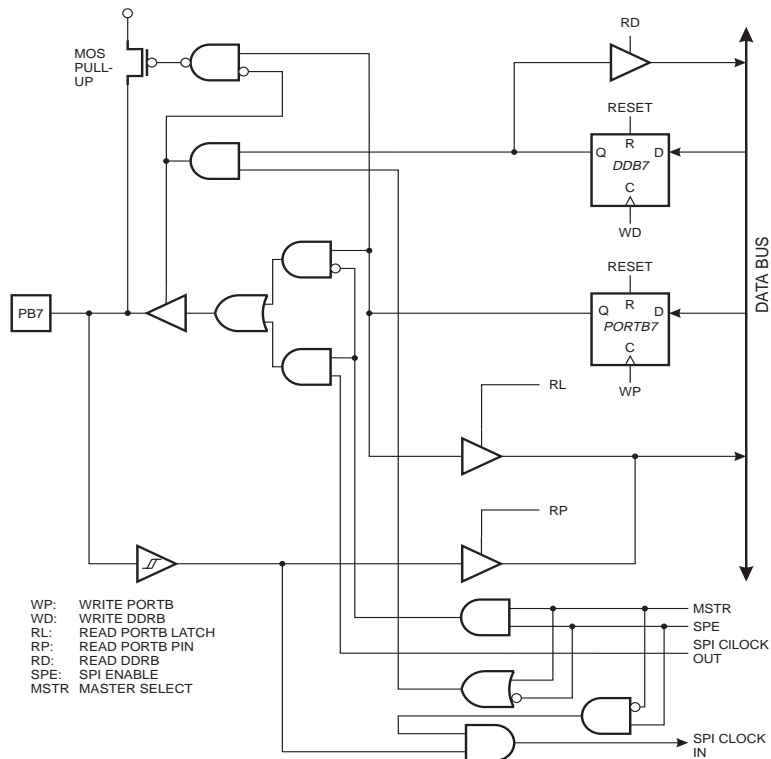 RD
MOS
PULL-
UP
RESET
R
Q
D
DDB7
C
WD
DATA BUS
RESET
R
Q
D
PORTB7
C
WP
PB7
RL
RP
WP: WRITE PORTB
WD: WRITE DDRB
RL: READ PORTB LATCH
RP: READ PORTB PIN
RD: READ DDRB
SPE: SPI ENABLE
MSTR MASTER SELECT
MSTR
SPE
SPI CILOCK
OUT
SPI CLOCK
IN